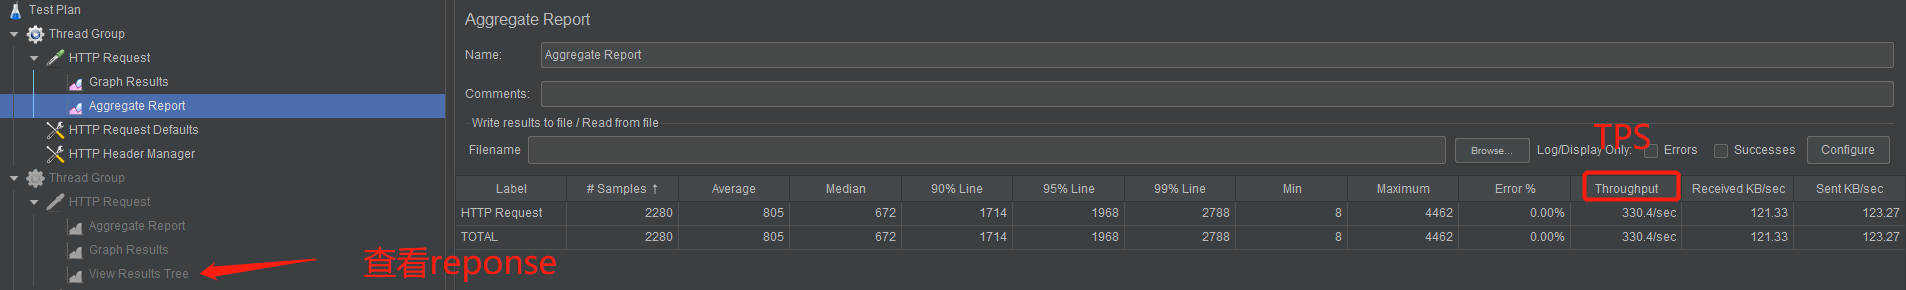 Test Plan
Thread Group
HTTP Request
Graph Results
Aggregate Report
HTTP Request Defaults
HTTP Header Manager
Thread Group
HTTP Request
Aggregate Report
Graph Results
View Results Tree
查看reponse
Aggregate Report
Name: Aggregate Report
Comments:
Write results to file / Read from file
TPS
Filename Browse... Log/Display Only: Errors Successes Configure
Label # Samples ↑ Average Median 90% Line 95% Line 99% Line Min Maximum Error % Throughput Received KB/sec Sent KB/sec
HTTP Request 2280 805 672 1714 1968 2788 8 4462 0.00% 330.4/sec 121.33 123.27
TOTAL 2280 805 672 1714 1968 2788 8 4462 0.00% 330.4/sec 121.33 123.27